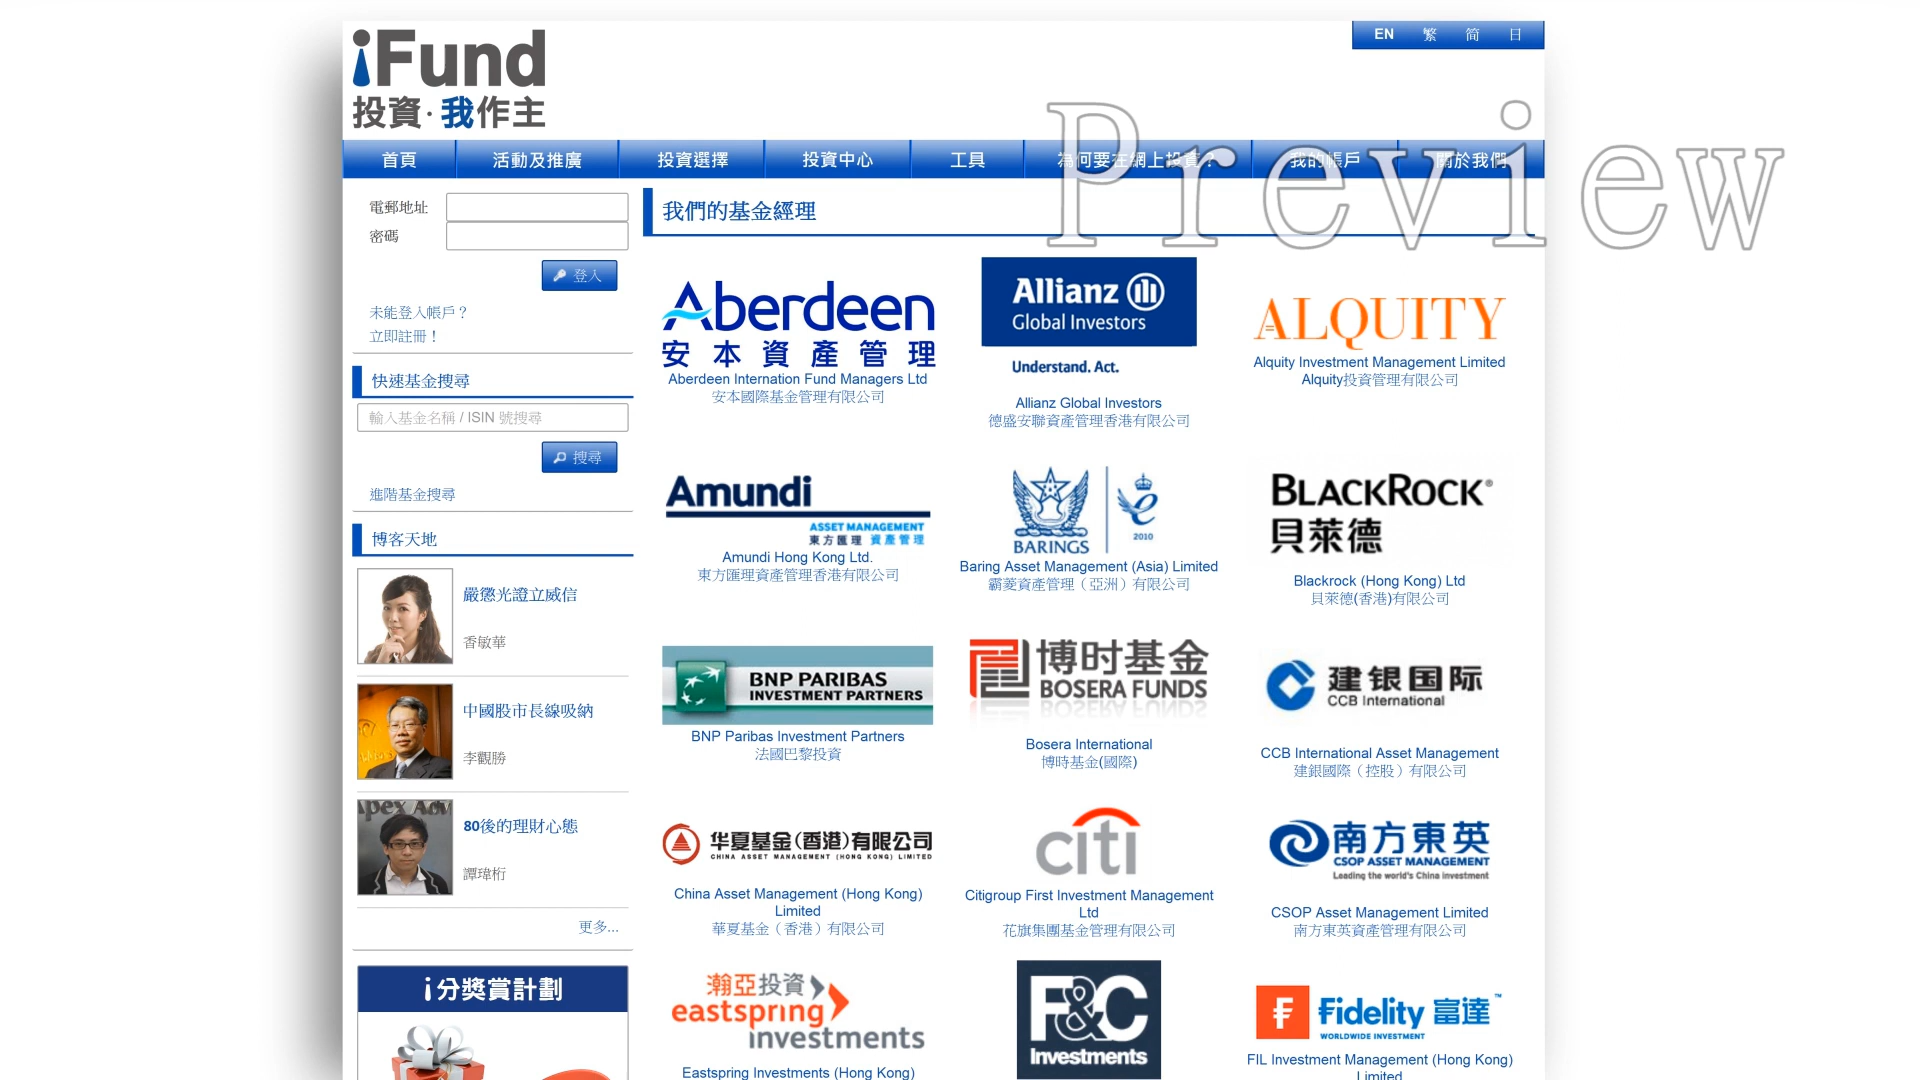 iFund
投資·我作主
EN 繁 简 日
Preview
首頁 活動及推廣 投資選擇 投資中心 工具 為何要在網上投資？ 我的帳戶 關於我們
電郵地址
密碼
登入
未能登入帳戶？
立即註冊！
快速基金搜尋
輸入基金名稱 / ISIN 號搜尋
搜尋
進階基金搜尋
博客天地
嚴懲光證立威信
香敏華
中國股市長線吸納
李觀勝
Apex Adv
80後的理財心態
譚瑋桁
更多...
i分獎賞計劃
我們的基金經理
Aberdeen
安本資產管理
Aberdeen Internation Fund Managers Ltd
安本國際基金管理有限公司
Allianz
Global Investors
Understand. Act.
Allianz Global Investors
德盛安聯資產管理香港有限公司
ALQUITY
Alquity Investment Management Limited
Alquity投資管理有限公司
Amundi
ASSET MANAGEMENT
東方匯理 資產管理
Amundi Hong Kong Ltd.
東方匯理資產管理香港有限公司
BARINGS
2010
Baring Asset Management (Asia) Limited
霸菱資產管理（亞洲）有限公司
BLACKROCK®
貝萊德
Blackrock (Hong Kong) Ltd
貝萊德(香港)有限公司
BNP PARIBAS
INVESTMENT PARTNERS
BNP Paribas Investment Partners
法國巴黎投資
博时基金
BOSERA FUNDS
Bosera International
博時基金(國際)
建银国际
CCB International
CCB International Asset Management
建銀國際（控股）有限公司
华夏基金(香港)有限公司
CHINA ASSET MANAGEMENT (HONG KONG) LIMITED
China Asset Management (Hong Kong)
Limited
華夏基金（香港）有限公司
citi
Citigroup First Investment Management
Ltd
花旗集團基金管理有限公司
南方東英
CSOP ASSET MANAGEMENT
Leading the world's China investment
CSOP Asset Management Limited
南方東英資產管理有限公司
瀚亞投資
eastspring
investments
Eastspring Investments (Hong Kong)
F&C
Investments
Fidelity 富達™
WORLDWIDE INVESTMENT
FIL Investment Management (Hong Kong)
Limited